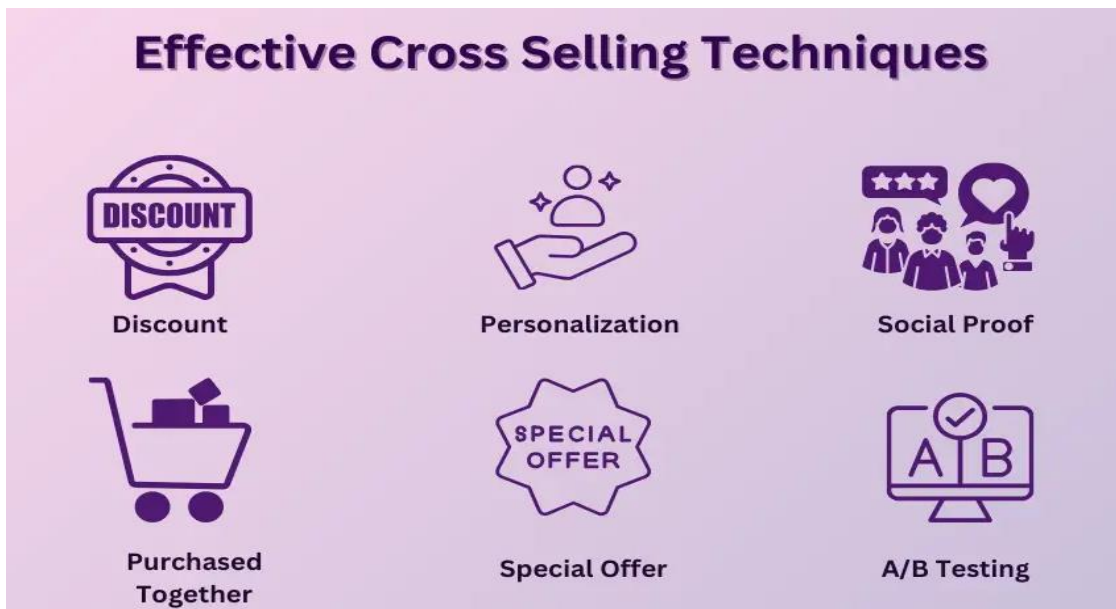 Effective Cross Selling Techniques
DISCOUNT
Discount
Personalization
Social Proof
Purchased
Together
SPECIAL
OFFER
Special Offer
A B
A/B Testing